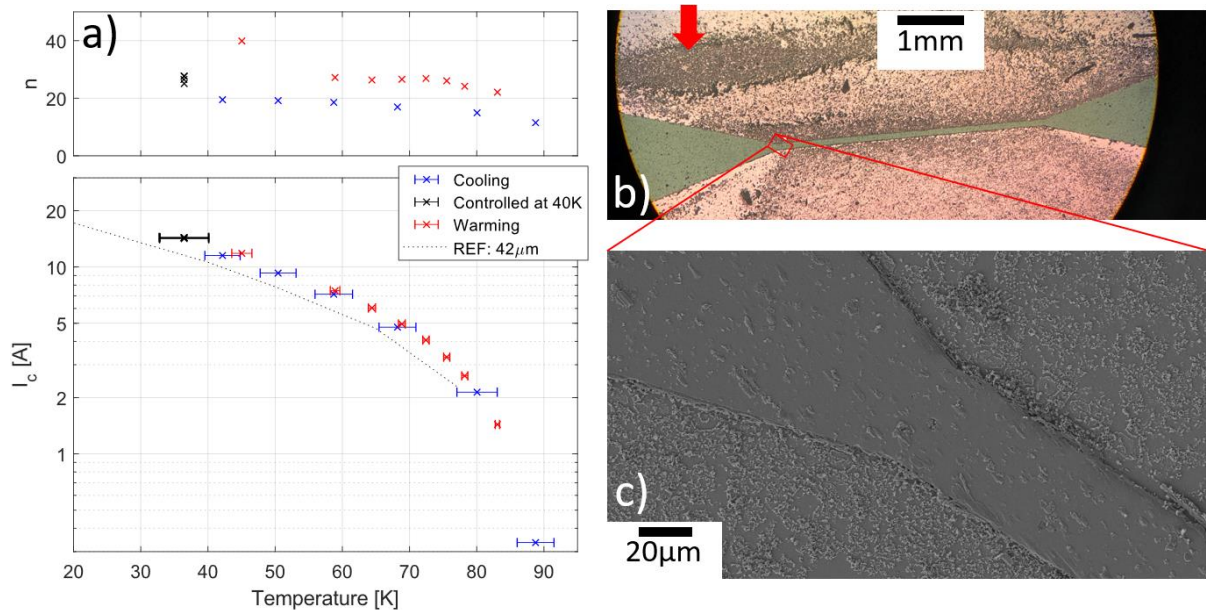 a)
40
20
0
n
20
10
5
2
1
I_c [A]
20 30 40 50 60 70 80 90
Temperature [K]
Cooling
Controlled at 40K
Warming
REF: 42μm
1mm
b)
c)
20μm